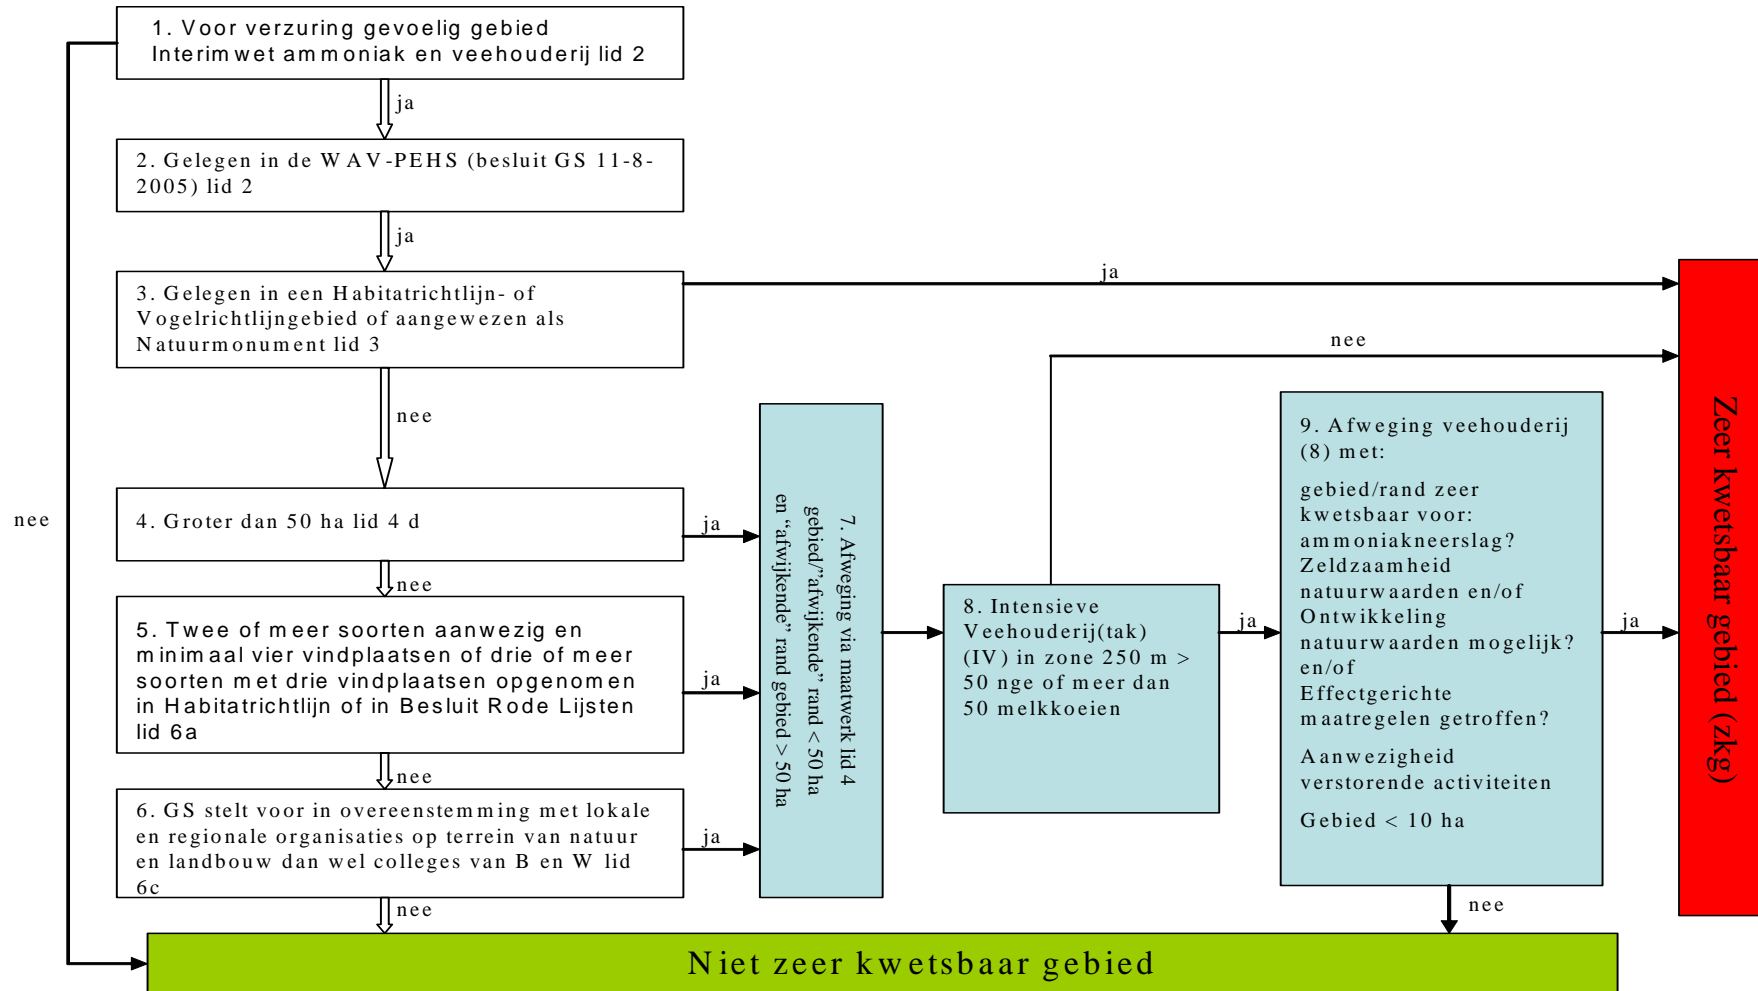 1. Voor verzuring gevoelig gebied
Interimwet ammoniak en veehouderij lid 2
ja
2. Gelegen in de WAV-PEHS (besluit GS 11-8-
2005) lid 2
ja
3. Gelegen in een Habitatrichtlijn- of
Vogelrichtlijngebied of aangewezen als
Natuurmonument lid 3
ja
nee
nee
4. Groter dan 50 ha lid 4 d
ja
nee
nee
5. Twee of meer soorten aanwezig en
minimaal vier vindplaatsen of drie of meer
soorten met drie vindplaatsen opgenomen
in Habitatrichtlijn of in Besluit Rode Lijsten
lid 6a
ja
nee
6. GS stelt voor in overeenstemming met lokale
en regionale organisaties op terrein van natuur
en landbouw dan wel colleges van B en W lid
6c
ja
nee
7. Afweging via maatwerk lid 4
gebied/”afwijkende” rand < 50 ha
en “afwijkende” rand gebied > 50 ha
8. Intensieve
Veehouderij(tak)
(IV) in zone 250 m >
50 nge of meer dan
50 melkkoeien
ja
9. Afweging veehouderij
(8) met:
gebied/rand zeer
kwetsbaar voor:
ammoniakneerslag?
Zeldzaamheid
natuurwaarden en/of
Ontwikkeling
natuurwaarden mogelijk?
en/of
Effectgerichte
maatregelen getroffen?
Aanwezigheid
verstorende activiteiten
Gebied < 10 ha
ja
nee
Zeer kwetsbaar gebied (zkg)
Niet zeer kwetsbaar gebied